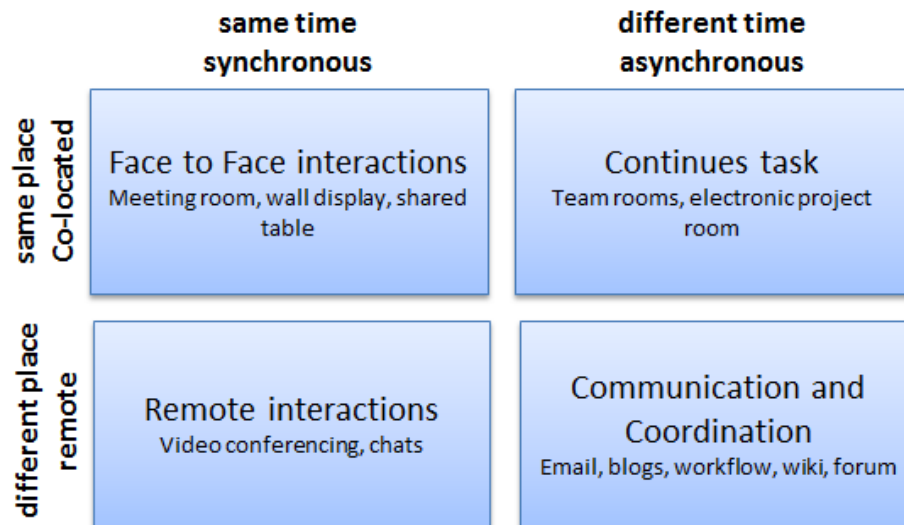 same time
synchronous
different time
asynchronous
same place
Co-located
Face to Face interactions
Meeting room, wall display, shared
table
Continues task
Team rooms, electronic project
room
different place
remote
Remote interactions
Video conferencing, chats
Communication and
Coordination
Email, blogs, workflow, wiki, forum